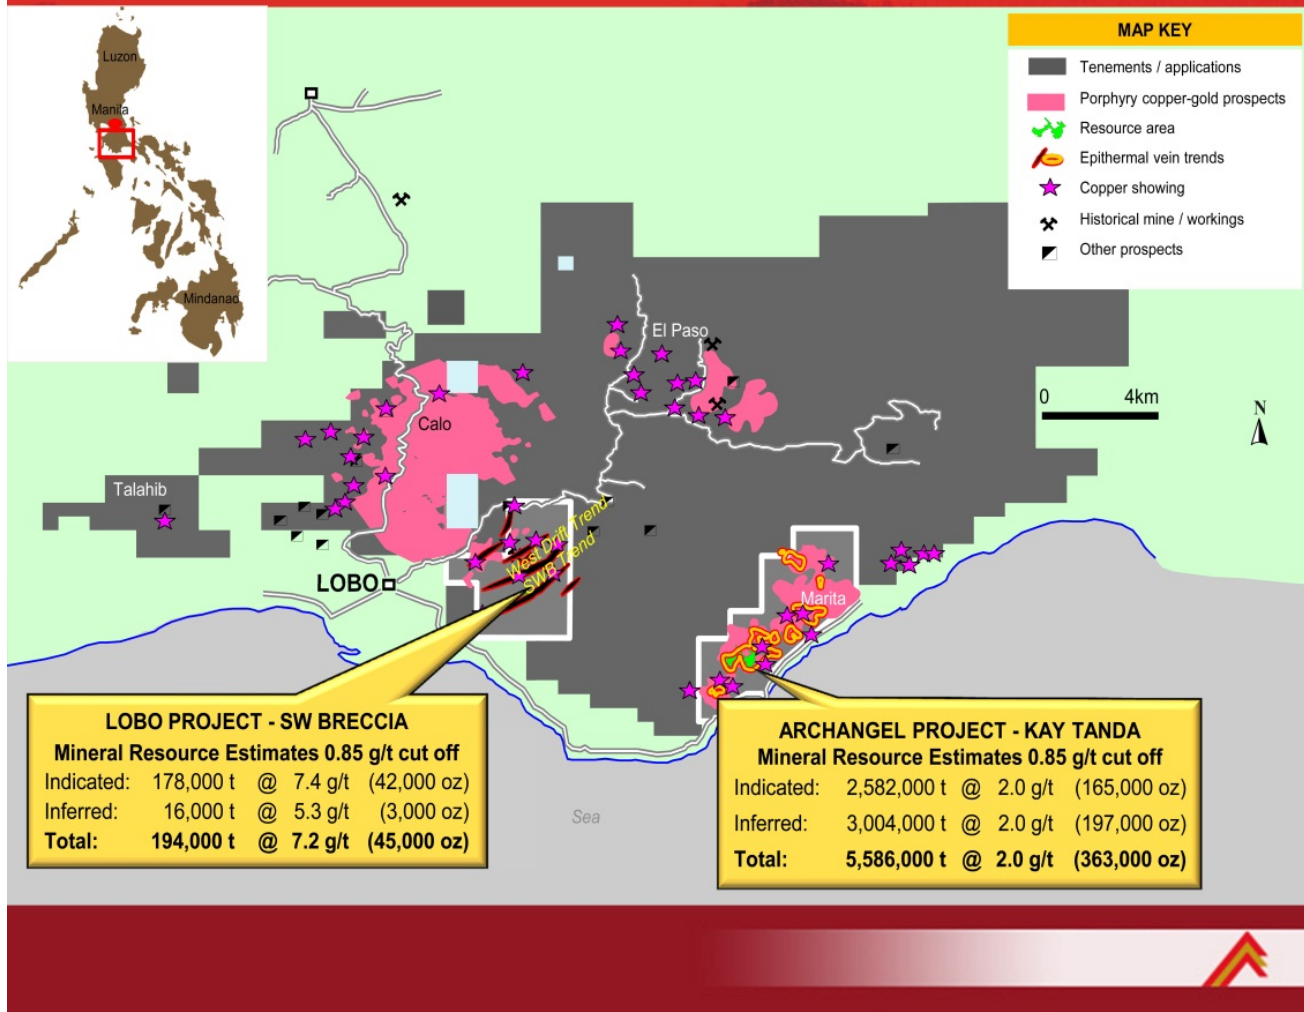 Luzon
Manila
Mindanao
MAP KEY
Tenements / applications
Porphyry copper-gold prospects
Resource area
Epithermal vein trends
Copper showing
Historical mine / workings
Other prospects
El Paso
0 4km
N
Calo
Talahib
West Drift Trend
SWB Trend
LOBO
Marita
LOBO PROJECT - SW BRECCIA
Mineral Resource Estimates 0.85 g/t cut off
Indicated: 178,000 t @ 7.4 g/t (42,000 oz)
Inferred: 16,000 t @ 5.3 g/t (3,000 oz)
Total: 194,000 t @ 7.2 g/t (45,000 oz)
ARCHANGEL PROJECT - KAY TANDA
Mineral Resource Estimates 0.85 g/t cut off
Indicated: 2,582,000 t @ 2.0 g/t (165,000 oz)
Inferred: 3,004,000 t @ 2.0 g/t (197,000 oz)
Total: 5,586,000 t @ 2.0 g/t (363,000 oz)
Sea